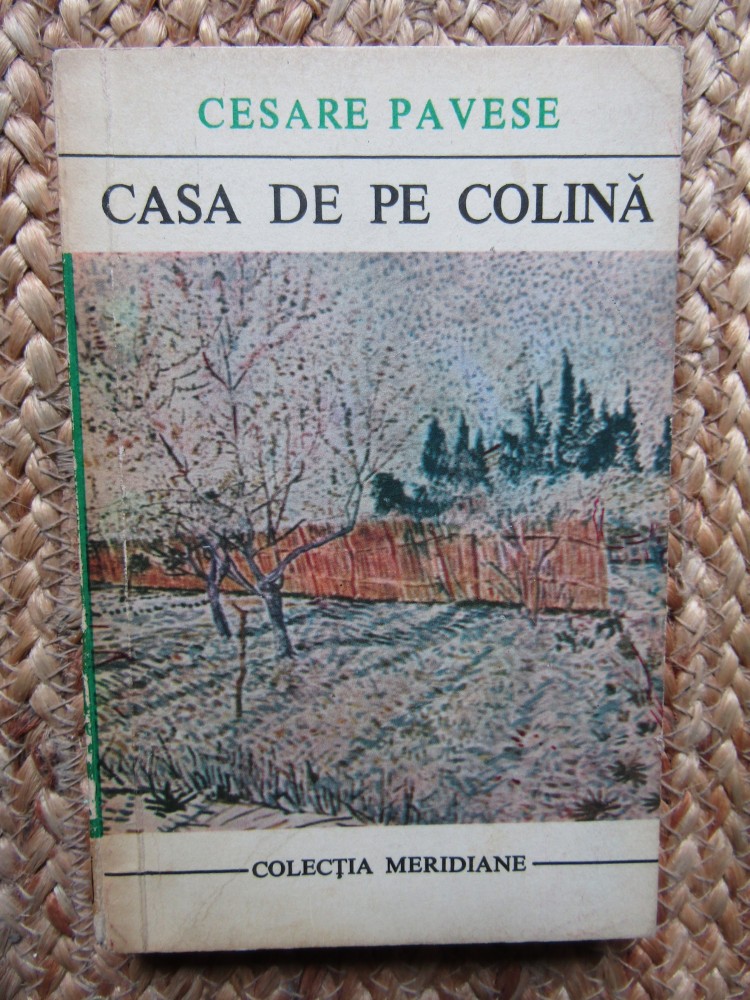 CESARE PAVESE
CASA DE PE COLINĂ
COLECŢIA MERIDIANE